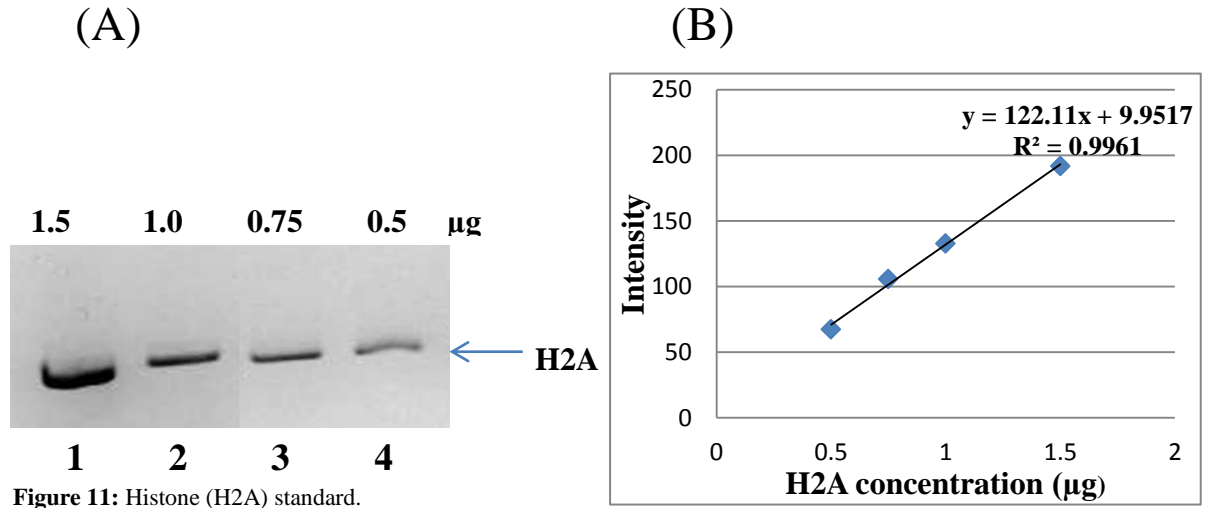 (A)
1.5 1.0 0.75 0.5 µg
H2A
1 2 3 4
Figure 11: Histone (H2A) standard.
(B)
y = 122.11x + 9.9517
R² = 0.9961
250
200
150
100
50
0
Intensity
0 0.5 1 1.5 2
H2A concentration (µg)